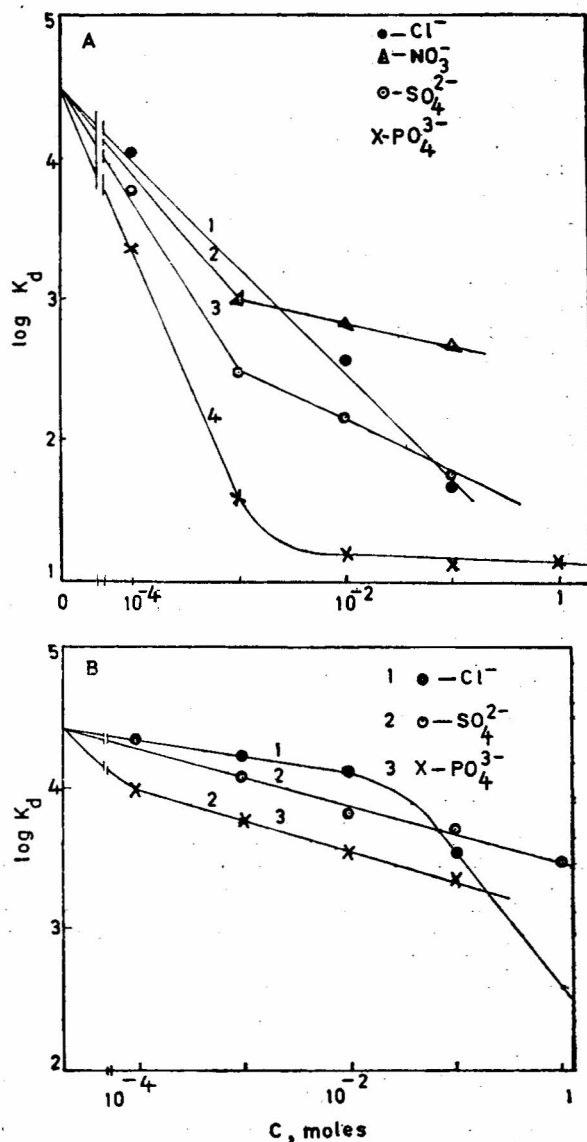 5
A
●—Cl⁻
△—NO₃⁻
⊙—SO₄²⁻
X-PO₄³⁻
4
1
2
3
3
4
2
1
log K_d
0 10⁻⁴ 10⁻² 1
5
B
1 ●—Cl⁻
2 ⊙—SO₄²⁻
3 X—PO₄³⁻
1
2
2 3
4
3
2
log K_d
10⁻⁴ 10⁻² 1
C, moles